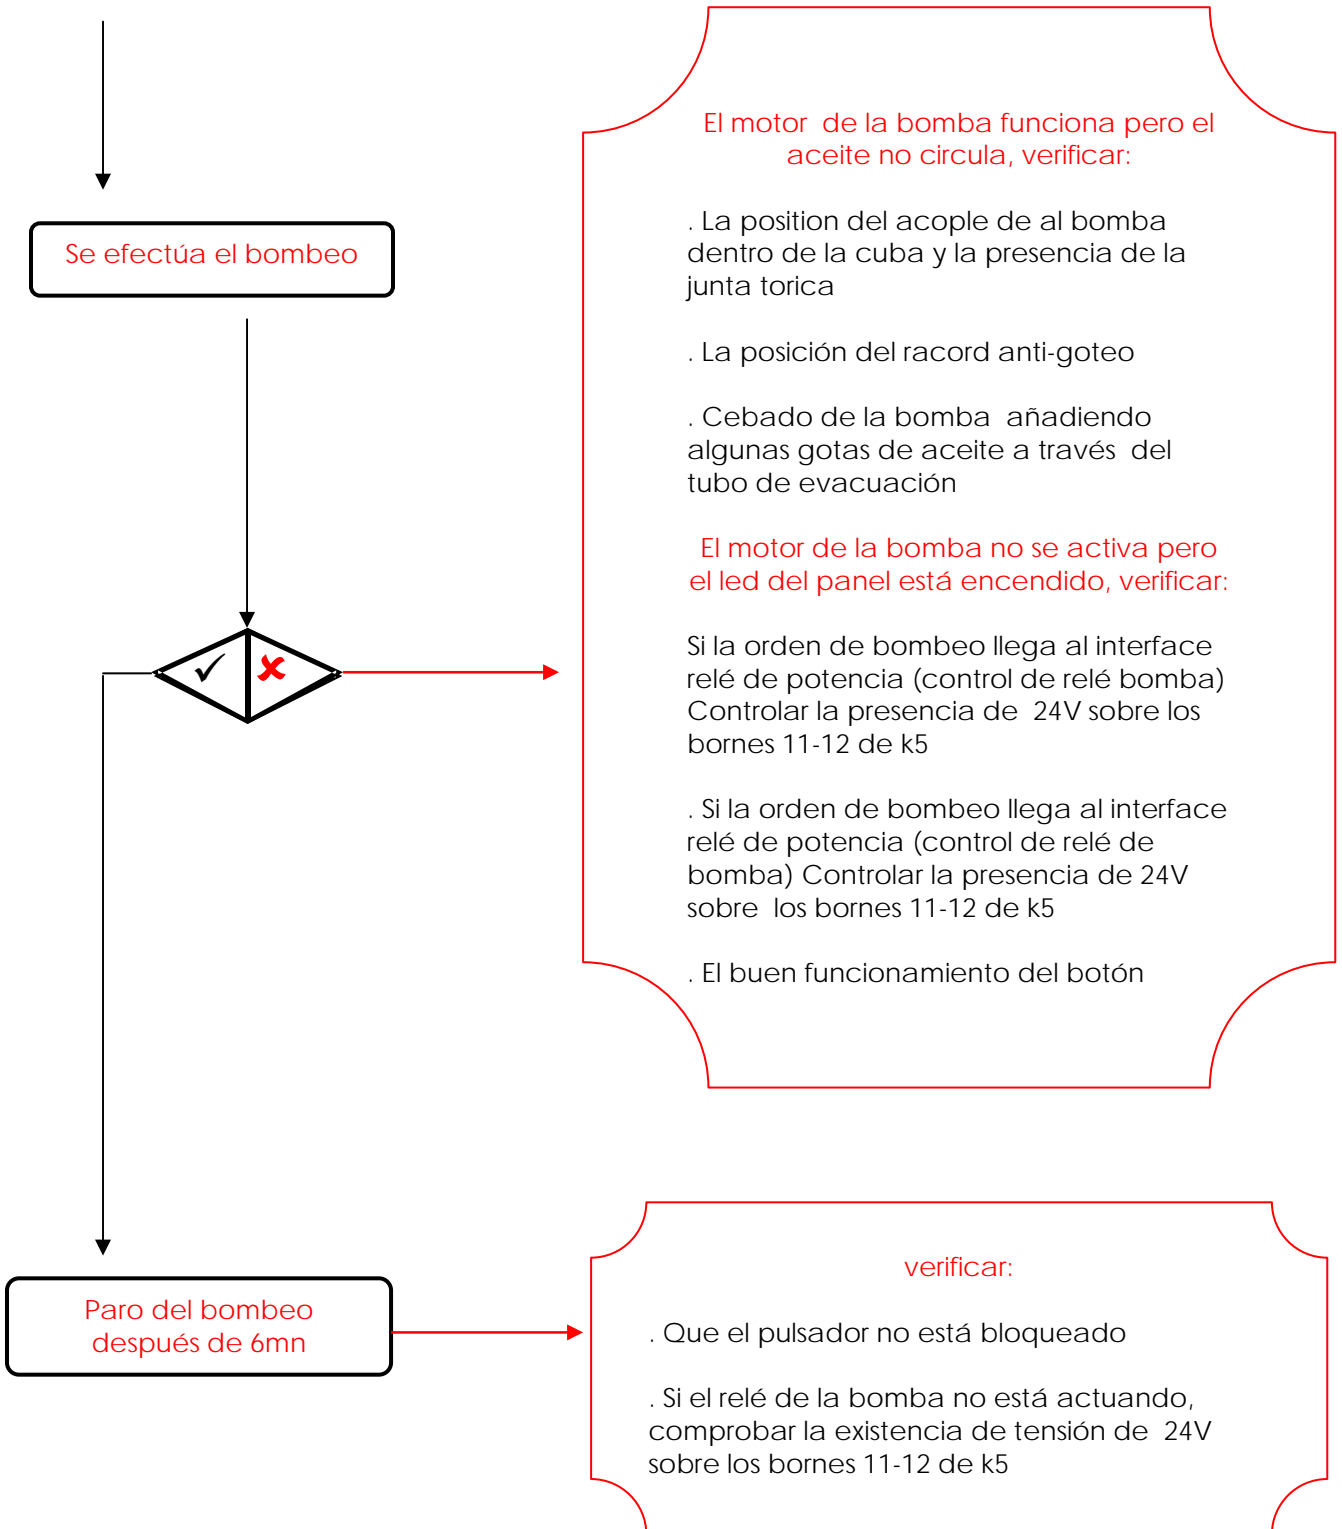 El motor de la bomba funciona pero el
aceite no circula, verificar:
. La position del acople de al bomba
dentro de la cuba y la presencia de la
junta torica
. La posición del racord anti-goteo
. Cebado de la bomba añadiendo
algunas gotas de aceite a través del
tubo de evacuación
El motor de la bomba no se activa pero
el led del panel está encendido, verificar:
Si la orden de bombeo llega al interface
relé de potencia (control de relé bomba)
Controlar la presencia de 24V sobre los
bornes 11-12 de k5
. Si la orden de bombeo llega al interface
relé de potencia (control de relé de
bomba) Controlar la presencia de 24V
sobre los bornes 11-12 de k5
. El buen funcionamiento del botón
Se efectúa el bombeo
Paro del bombeo
después de 6mn
verificar:
. Que el pulsador no está bloqueado
. Si el relé de la bomba no está actuando,
comprobar la existencia de tensión de 24V
sobre los bornes 11-12 de k5